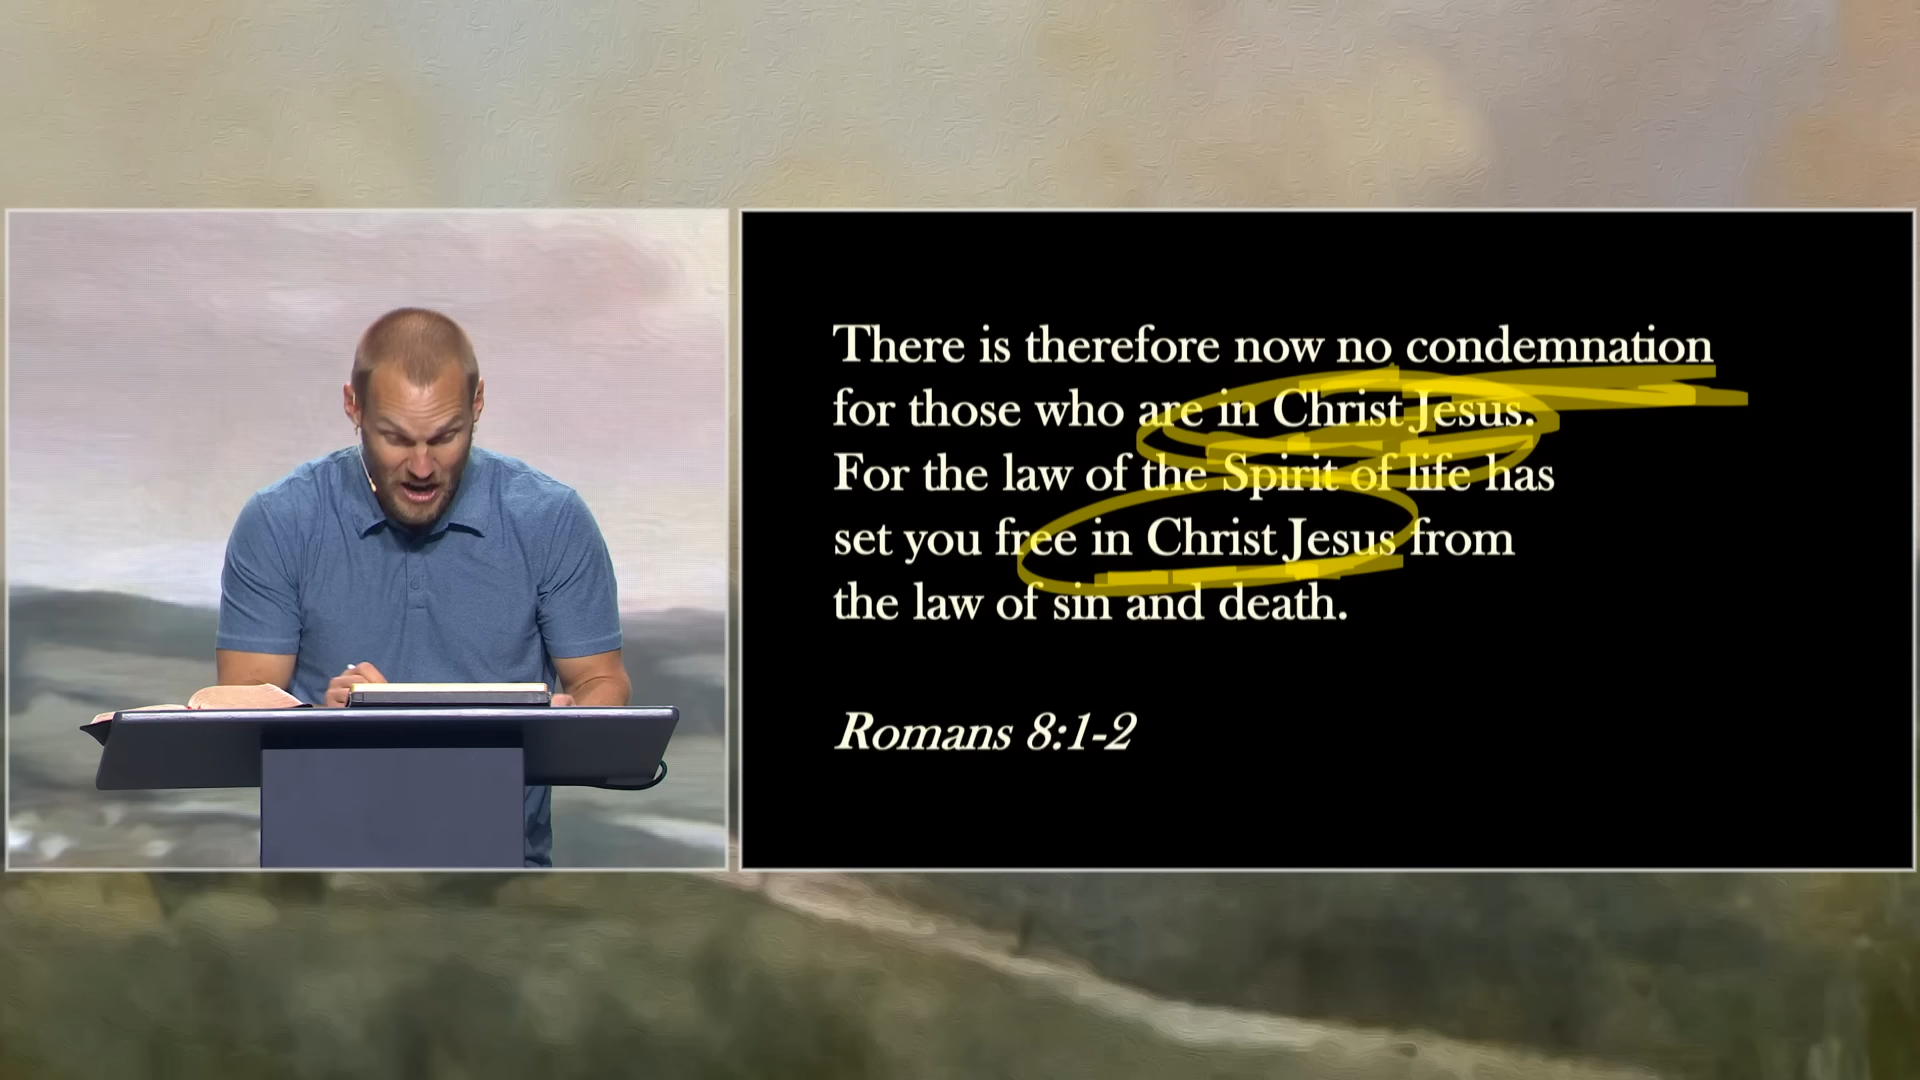 There is therefore now no condemnation
for those who are in Christ Jesus.
For the law of the Spirit of life has
set you free in Christ Jesus from
the law of sin and death.
Romans 8:1-2